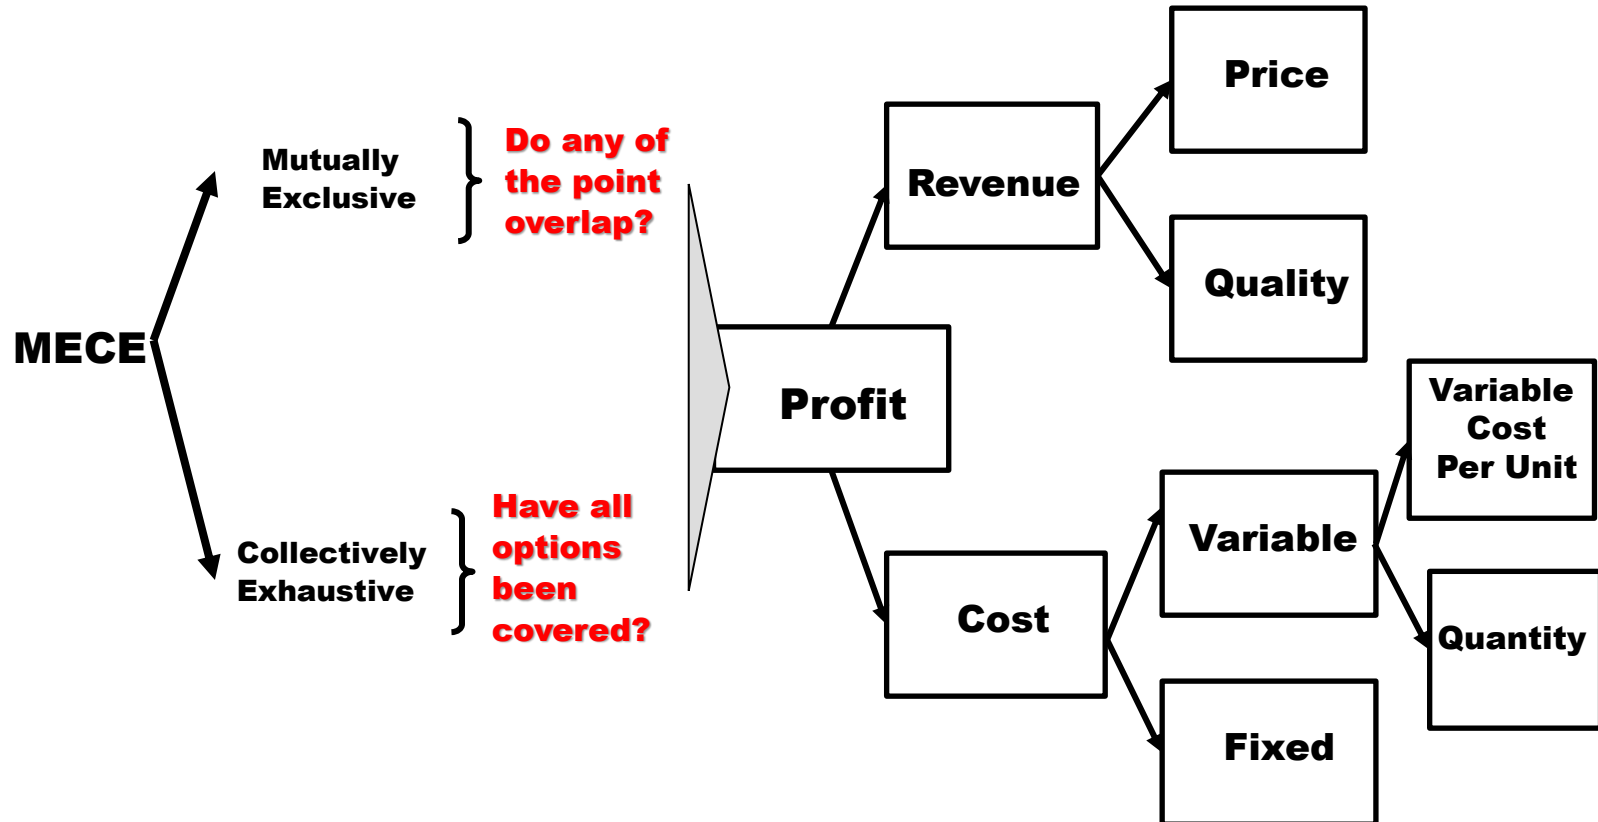 MECE
Mutually
Exclusive
Do any of
the point
overlap?
Collectively
Exhaustive
Have all
options
been
covered?
Profit
Revenue
Price
Quality
Cost
Variable
Variable
Cost
Per Unit
Quantity
Fixed